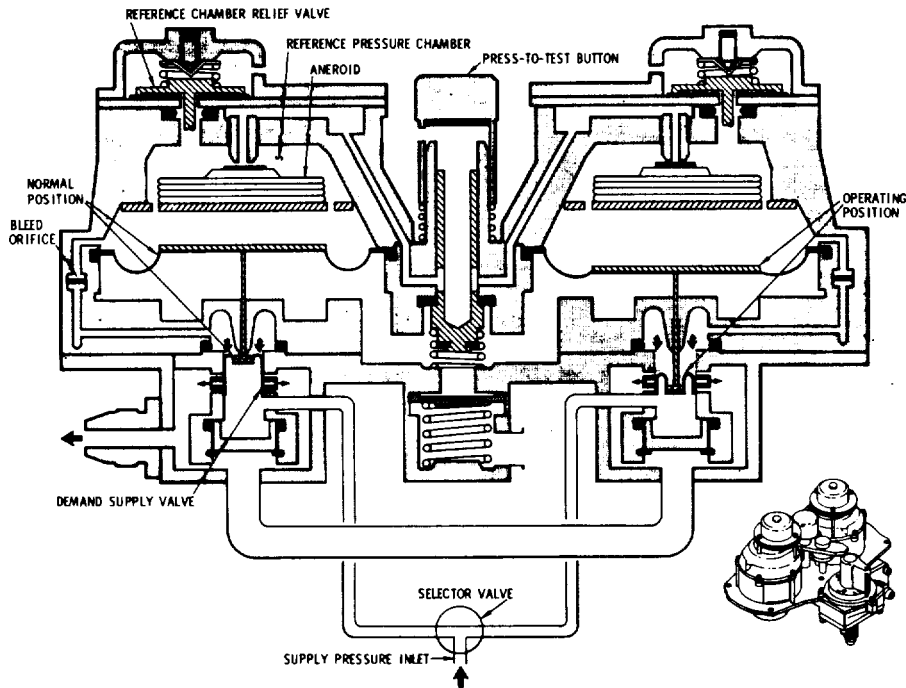 REFERENCE CHAMBER RELIEF VALVE
REFERENCE PRESSURE CHAMBER
ANEROID
PRESS-TO-TEST BUTTON
NORMAL
POSITION
BLEED
ORIFICE
OPERATING
POSITION
DEMAND SUPPLY VALVE
SELECTOR
VALVE
SUPPLY PRESSURE INLET